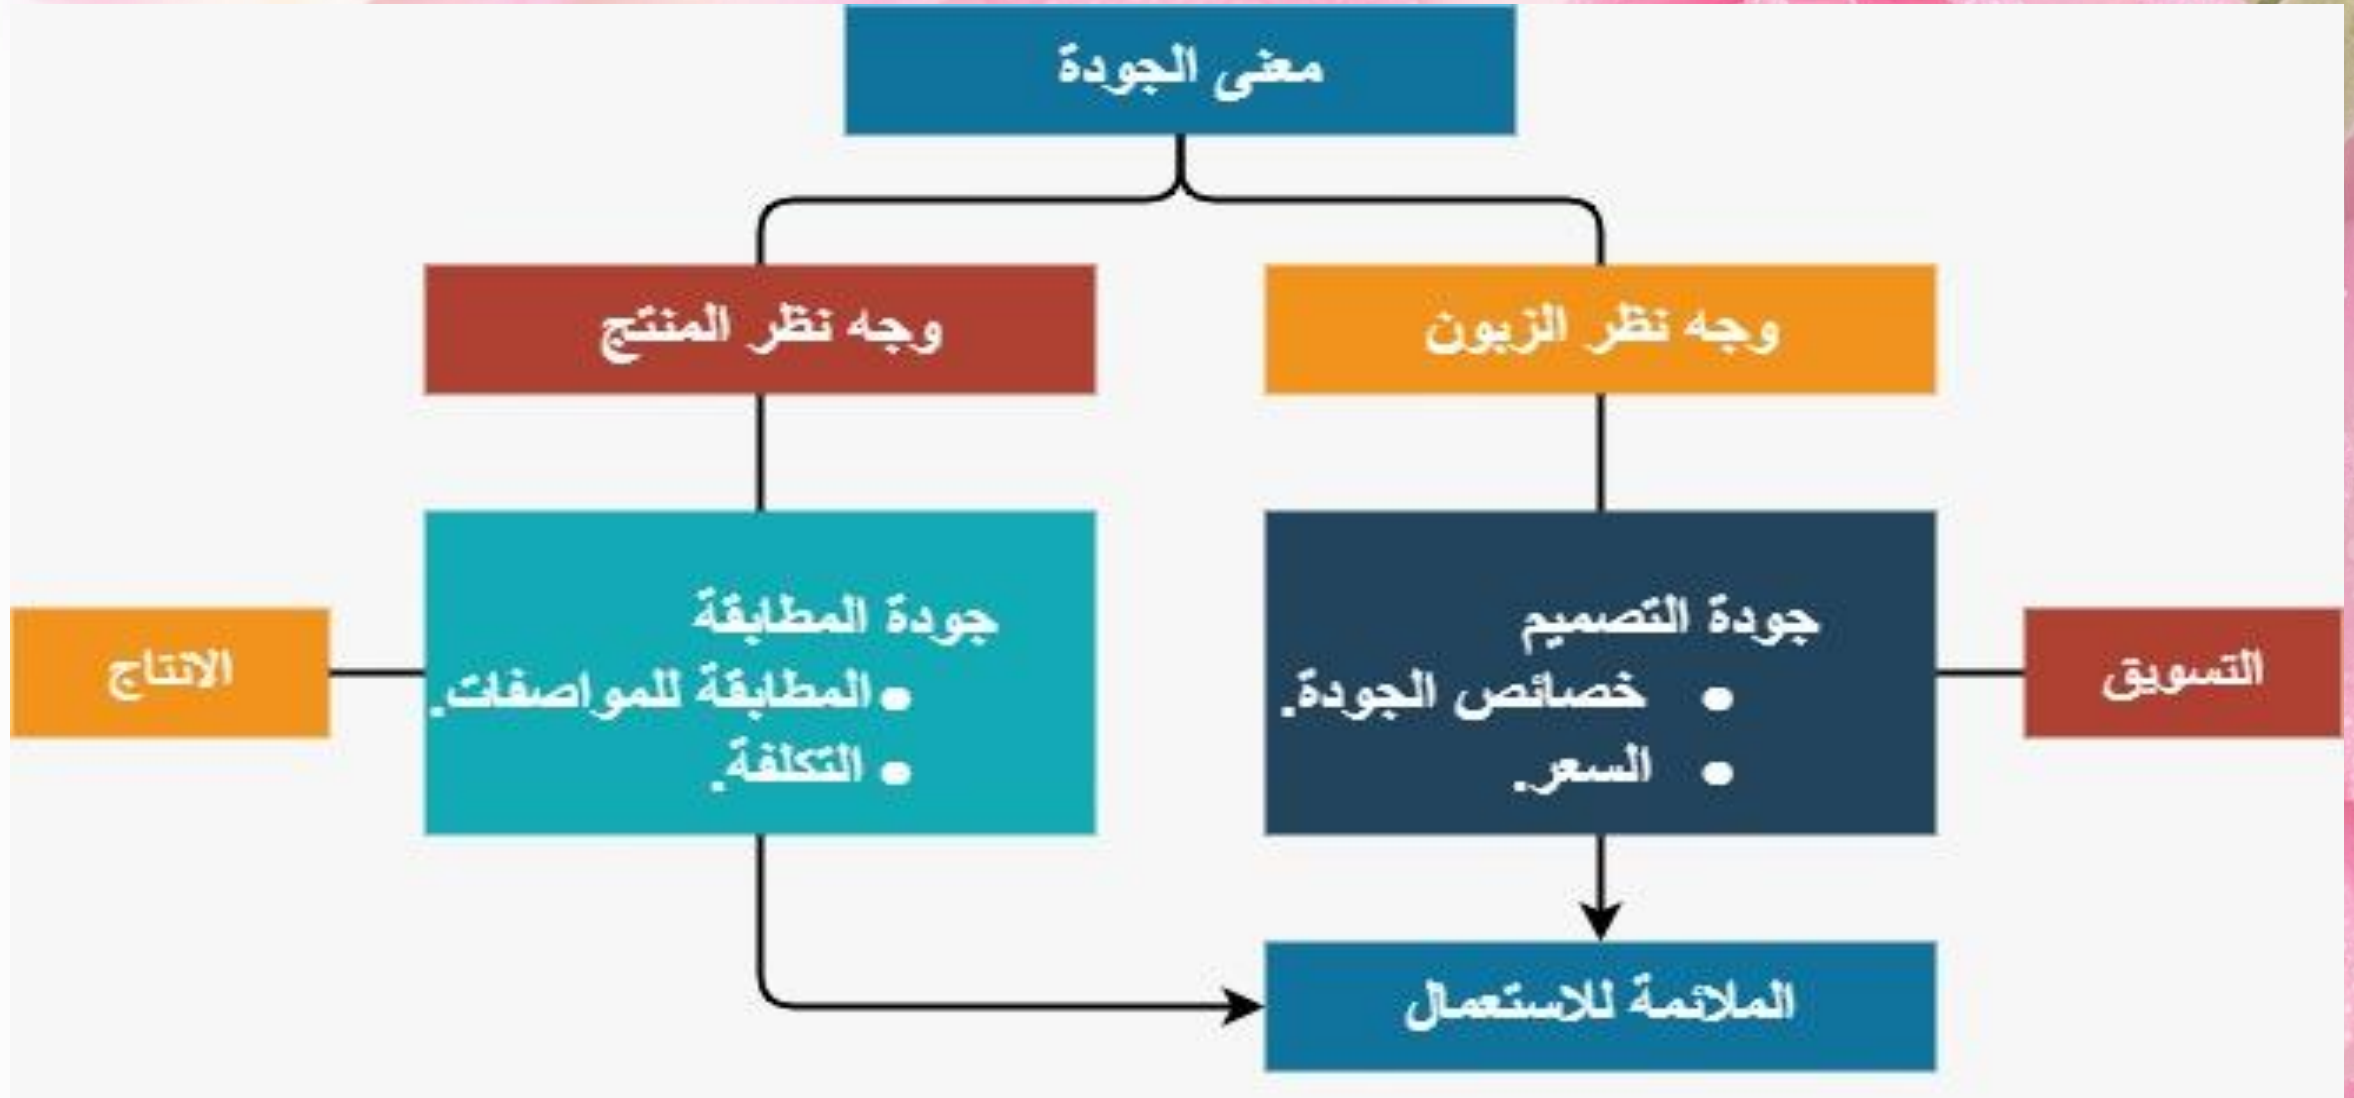 معنى الجودة
وجه نظر الزبون
وجه نظر المنتج
التسويق
جودة التصميم
• خصائص الجودة.
• السعر.
جودة المطابقة
• المطابقة للمواصفات.
• التكلفة.
الانتاج
الملائمة للاستعمال